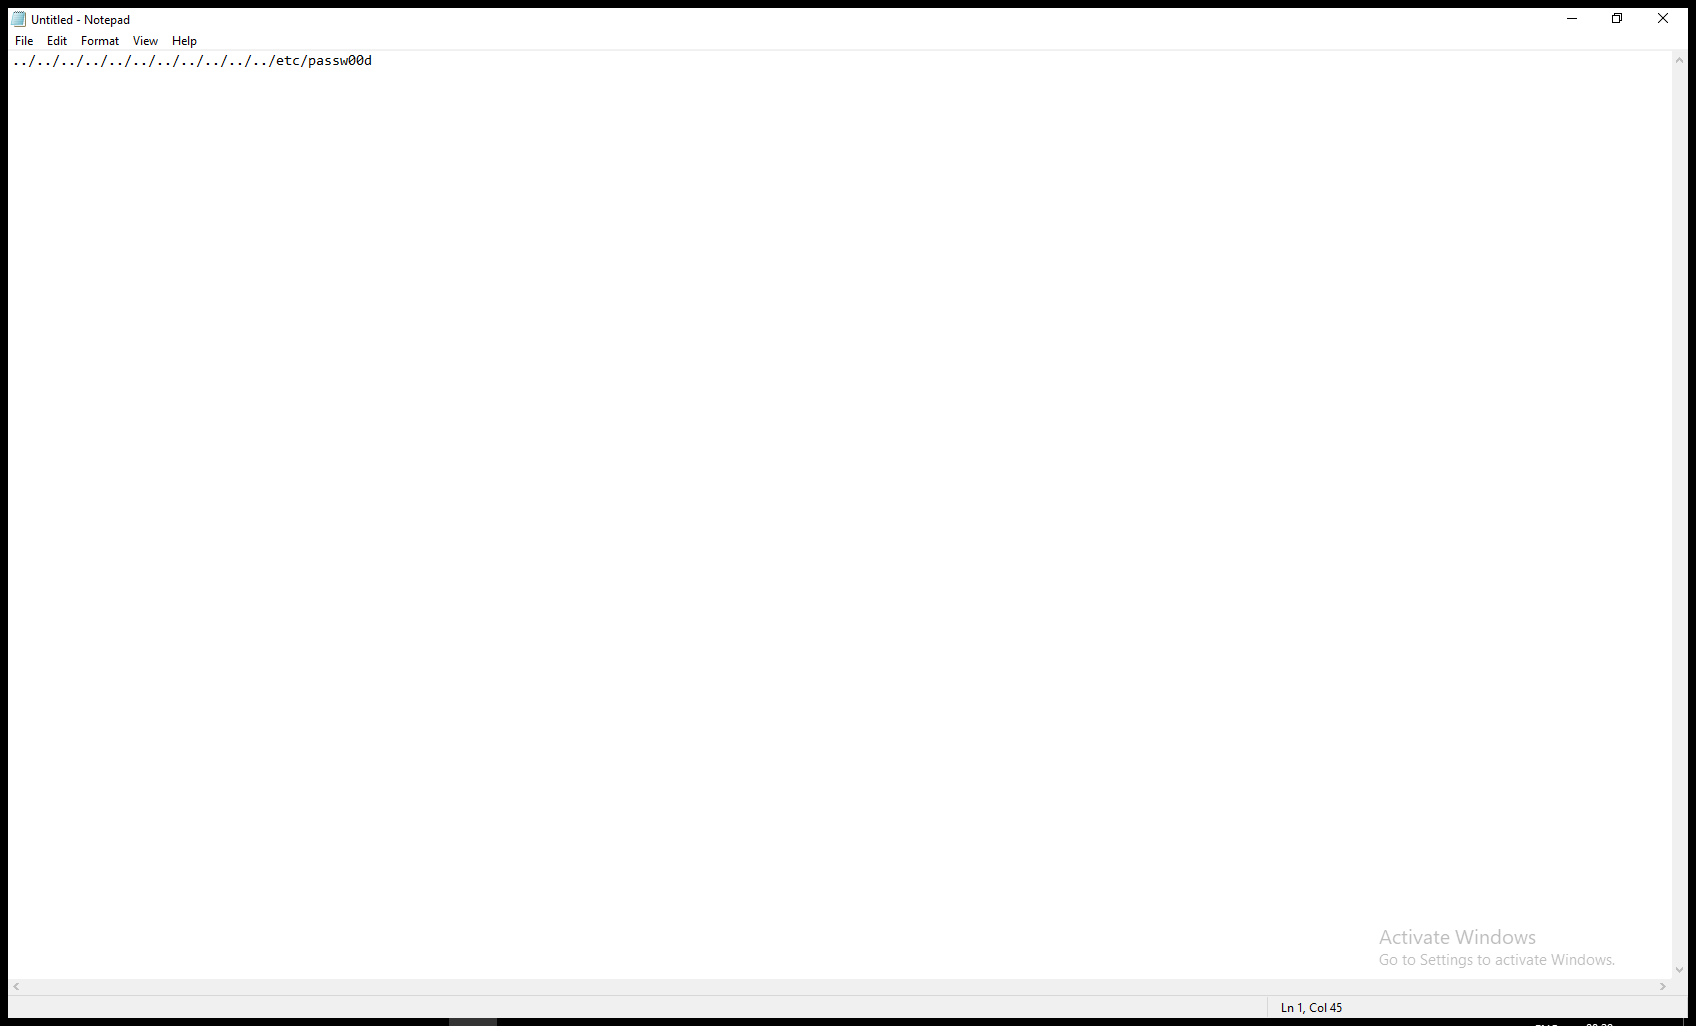 Untitled - Notepad
File Edit Format View Help
../../../../../../../../../../../etc/passw00d
Activate Windows
Go to Settings to activate Windows.
Ln 1, Col 45